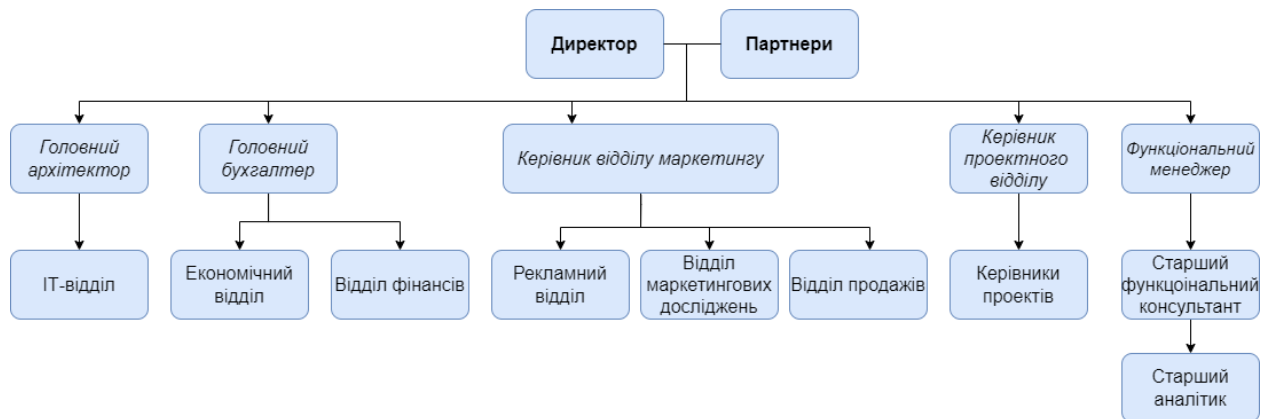 Директор
Партнери
Головний
архітектор
Головний
бухгалтер
Керівник відділу маркетингу
Керівник
проектного
відділу
Функціональний
менеджер
ІТ-відділ
Економічний
відділ
Відділ фінансів
Рекламний
відділ
Відділ
маркетингових
досліджень
Відділ продажів
Керівники
проектів
Старший
функцоінальний
консультант
Старший
аналітик